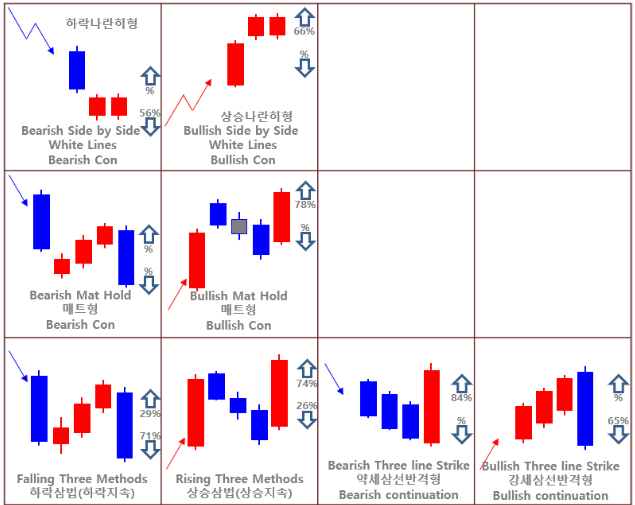 하락나란히형
%
56%
Bearish Side by Side
White Lines
Bearish Con
66%
%
상승나란히형
Bullish Side by Side
White Lines
Bullish Con
%
%
Bearish Mat Hold
매트형
Bearish Con
78%
%
Bullish Mat Hold
매트형
Bullish Con
29%
71%
Falling Three Methods
하락삼법(하락지속)
74%
26%
Rising Three Methods
상승삼법(상승지속)
84%
%
Bearish Three line Strike
약세삼선반격형
Bearish continuation
%
65%
Bullish Three line Strike
강세삼선반격형
Bullish continuation